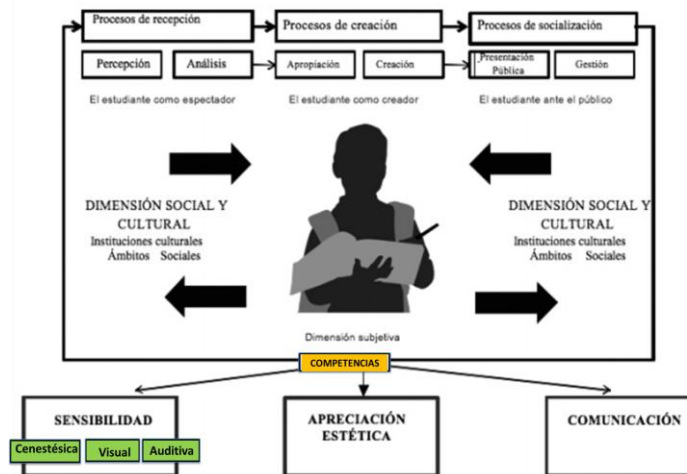 Procesos de recepción
Procesos de creación
Procesos de socialización
Percepción
Análisis
Apropiación
Creación
Presentación
Pública
Gestión
El estudiante como espectador
El estudiante como creador
El estudiante ante el público
DIMENSIÓN SOCIAL Y
CULTURAL
Instituciones culturales
Ámbitos Sociales
DIMENSIÓN SOCIAL Y
CULTURAL
Instituciones culturales
Ámbitos Sociales
Dimensión subjetiva
COMPETENCIAS
SENSIBILIDAD
Cenestésica
Visual
Auditiva
APRECIACIÓN
ESTÉTICA
COMUNICACIÓN